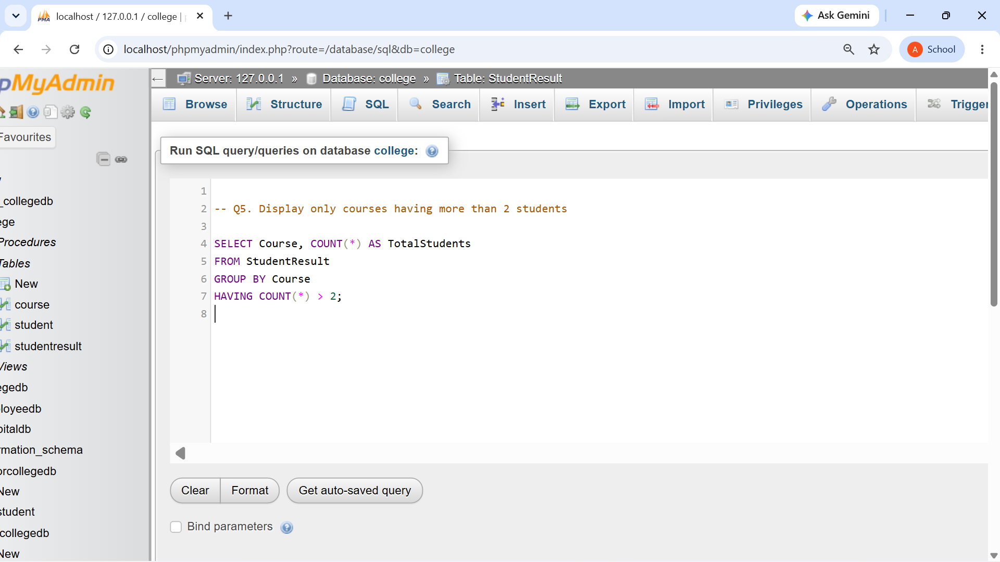 localhost / 127.0.0.1 / college |
Ask Gemini
localhost/phpmyadmin/index.php?route=/database/sql&db=college
A School
pMyAdmin
Favourites
_collegedb
ege
Procedures
Tables
New
course
student
studentresult
Views
egedb
loyeedb
pitaldb
rmation_schema
orcollegedb
New
student
collegedb
New
← Server: 127.0.0.1 » Database: college » Table: StudentResult
Browse Structure SQL Search Insert Export Import Privileges Operations Trigger
Run SQL query/queries on database college:
1
2 -- Q5. Display only courses having more than 2 students
3
4 SELECT Course, COUNT(*) AS TotalStudents
5 FROM StudentResult
6 GROUP BY Course
7 HAVING COUNT(*) > 2;
8
Clear Format Get auto-saved query
Bind parameters